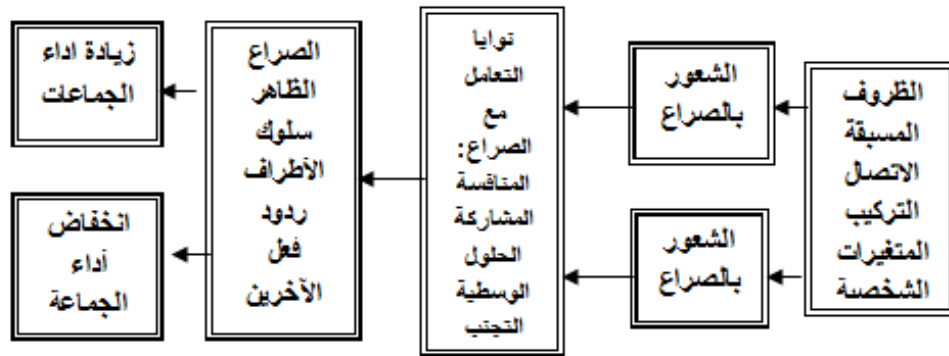 الظروف
المسبقة
الاتصال
التركيب
المتغيرات
الشخصية
الشعور
بالصراع
الشعور
بالصراع
نوايا
التعامل
مع
الصراع:
المنافسة
المشاركة
الحلول
الوسطية
التجنب
الصراع
الظاهر
سلوك
الأطراف
ردود
فعل
الآخرين
زيادة اداء
الجماعات
انخفاض
أداء
الجماعة